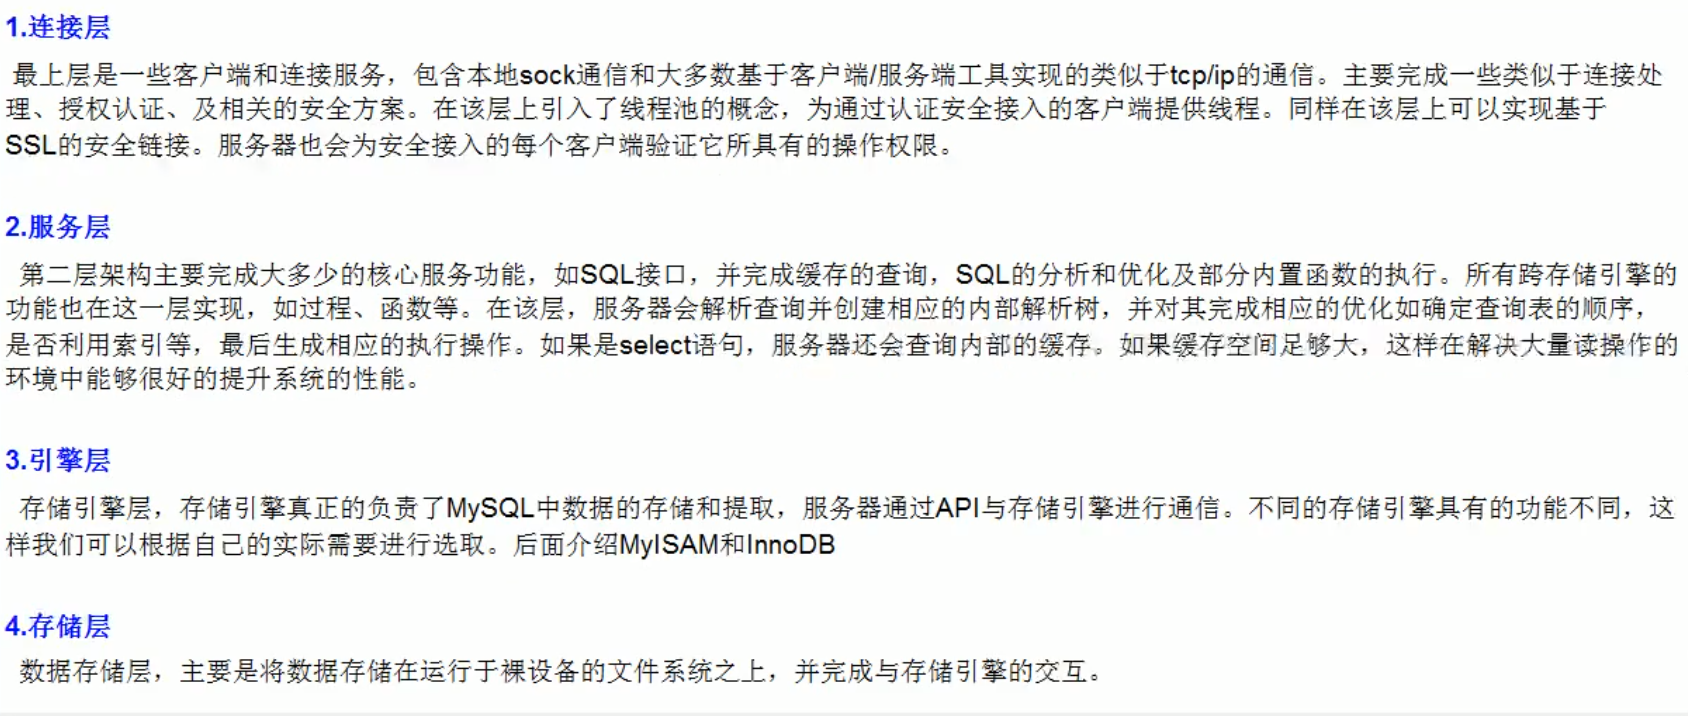 1.连接层
最上层是一些客户端和连接服务，包含本地sock通信和大多数基于客户端/服务端工具实现的类似于tcp/ip的通信。主要完成一些类似于连接处
理、授权认证、及相关的安全方案。在该层上引入了线程池的概念，为通过认证安全接入的客户端提供线程。同样在该层上可以实现基于
SSL的安全链接。服务器也会为安全接入的每个客户端验证它所具有的操作权限。
2.服务层
第二层架构主要完成大多少的核心服务功能，如SQL接口，并完成缓存的查询，SQL的分析和优化及部分内置函数的执行。所有跨存储引擎的
功能也在这一层实现，如过程、函数等。在该层，服务器会解析查询并创建相应的内部解析树，并对其完成相应的优化如确定查询表的顺序，
是否利用索引等，最后生成相应的执行操作。如果是select语句，服务器还会查询内部的缓存。如果缓存空间足够大，这样在解决大量读操作的
环境中能够很好的提升系统的性能。
3.引擎层
存储引擎层，存储引擎真正的负责了MySQL中数据的存储和提取，服务器通过API与存储引擎进行通信。不同的存储引擎具有的功能不同，这
样我们可以根据自己的实际需要进行选取。后面介绍MyISAM和InnoDB
4.存储层
数据存储层，主要是将数据存储在运行于裸设备的文件系统之上，并完成与存储引擎的交互。